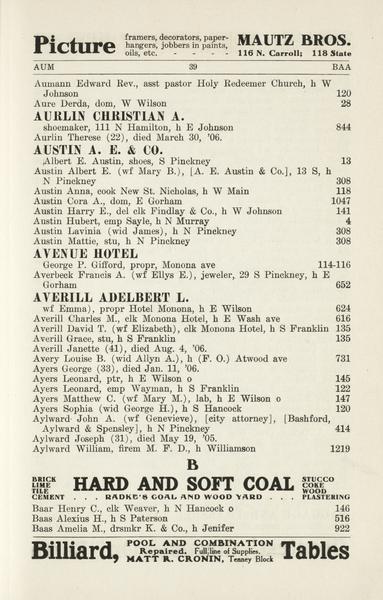 Picture framers, decorators, paper-
hangers, jobbers in paints,
oils, etc. - - - - -
MAUTZ BROS.
116 N. Carroll; 118 State
AUM 39 BAA
Aumann Edward Rev., asst pastor Holy Redeemer Church, h W
Johnson 120
Aure Derda, dom, W Wilson 28
AURLIN CHRISTIAN A.
shoemaker, 111 N Hamilton, h E Johnson 844
Aurlin Therese (22), died March 30, '06.
AUSTIN A. E. & CO.
Albert E. Austin, shoes, S Pinckney 13
Austin Albert E. (wf Mary B.), [A. E. Austin & Co.], 13 S, h
N Pinckney 308
Austin Anna, cook New St. Nicholas, h W Main 118
Austin Cora A., dom, E Gorham 1047
Austin Harry E., del clk Findlay & Co., h W Johnson 141
Austin Hubert, emp Sayle, h N Murray 4
Austin Lavinia (wid James), h N Pinckney 308
Austin Mattie, stu, h N Pinckney 308
AVENUE HOTEL
George P. Gifford, propr, Monona ave 114-116
Averbeck Francis A. (wf Ellys E.), jeweler, 29 S Pinckney, h E
Gorham 652
AVERILL ADELBERT L.
wf Emma), propr Hotel Monona, h E Wilson 624
Averill Charles M., clk Monona Hotel, h E Wash ave 616
Averill David T. (wf Elizabeth), clk Monona Hotel, h S Franklin 135
Averill Grace, stu, h S Franklin 135
Averill Janette (41), died Aug. 4, '06.
Avery Louise B. (wid Allyn A.), h (F. O.) Atwood ave 731
Ayers George (33), died Jan. 11, '06.
Ayers Leonard, ptr, h E Wilson o 145
Ayers Leonard, emp Wayman, h S Franklin 122
Ayers Matthew C. (wf Mary M.), lab, h E Wilson o 147
Ayers Sophia (wid George H.), h S Hancock 120
Aylward John A. (wf Genevieve), [city attorney], [Bashford,
Aylward & Spensley], h N Pinckney 414
Aylward Joseph (31), died May 19, '05.
Aylward William, firem M. F. D., h Williamson 1219
B
BRICK
LIME
TILE
CEMENT
HARD AND SOFT COAL
. . . RADKE'S COAL AND WOOD YARD . . .
STUCCO
COKE
WOOD
PLASTERING
Baar Henry C., clk Weaver, h N Hancock o 146
Baas Alexius H., h S Paterson 516
Baas Amelia M., drsmkr K. & Co., h Jenifer 922
Billiard, POOL AND COMBINATION
Repaired. Full line of Supplies.
MATT R. CRONIN, Tenney Block
Tables